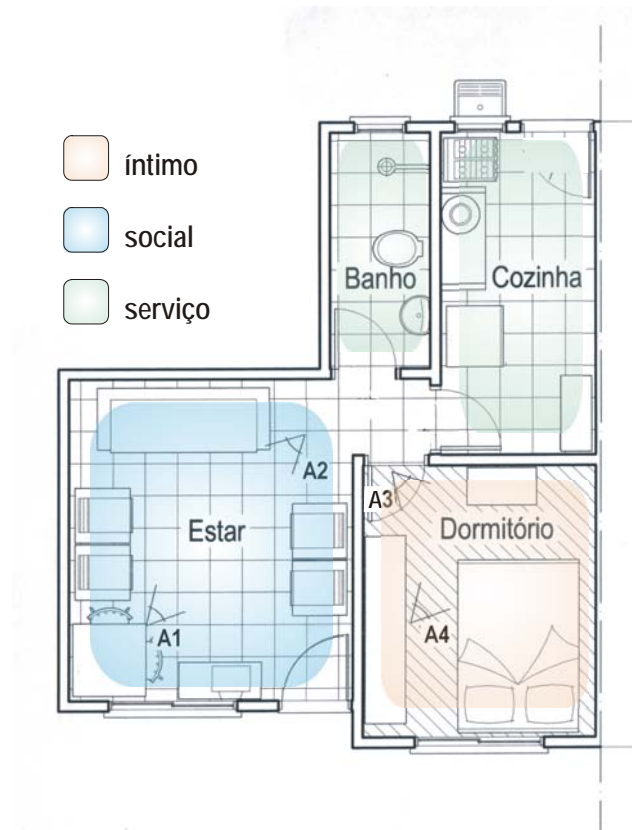 íntimo
social
serviço
Banho
Cozinha
A2
A3
Estar
Dormitório
A1
A4